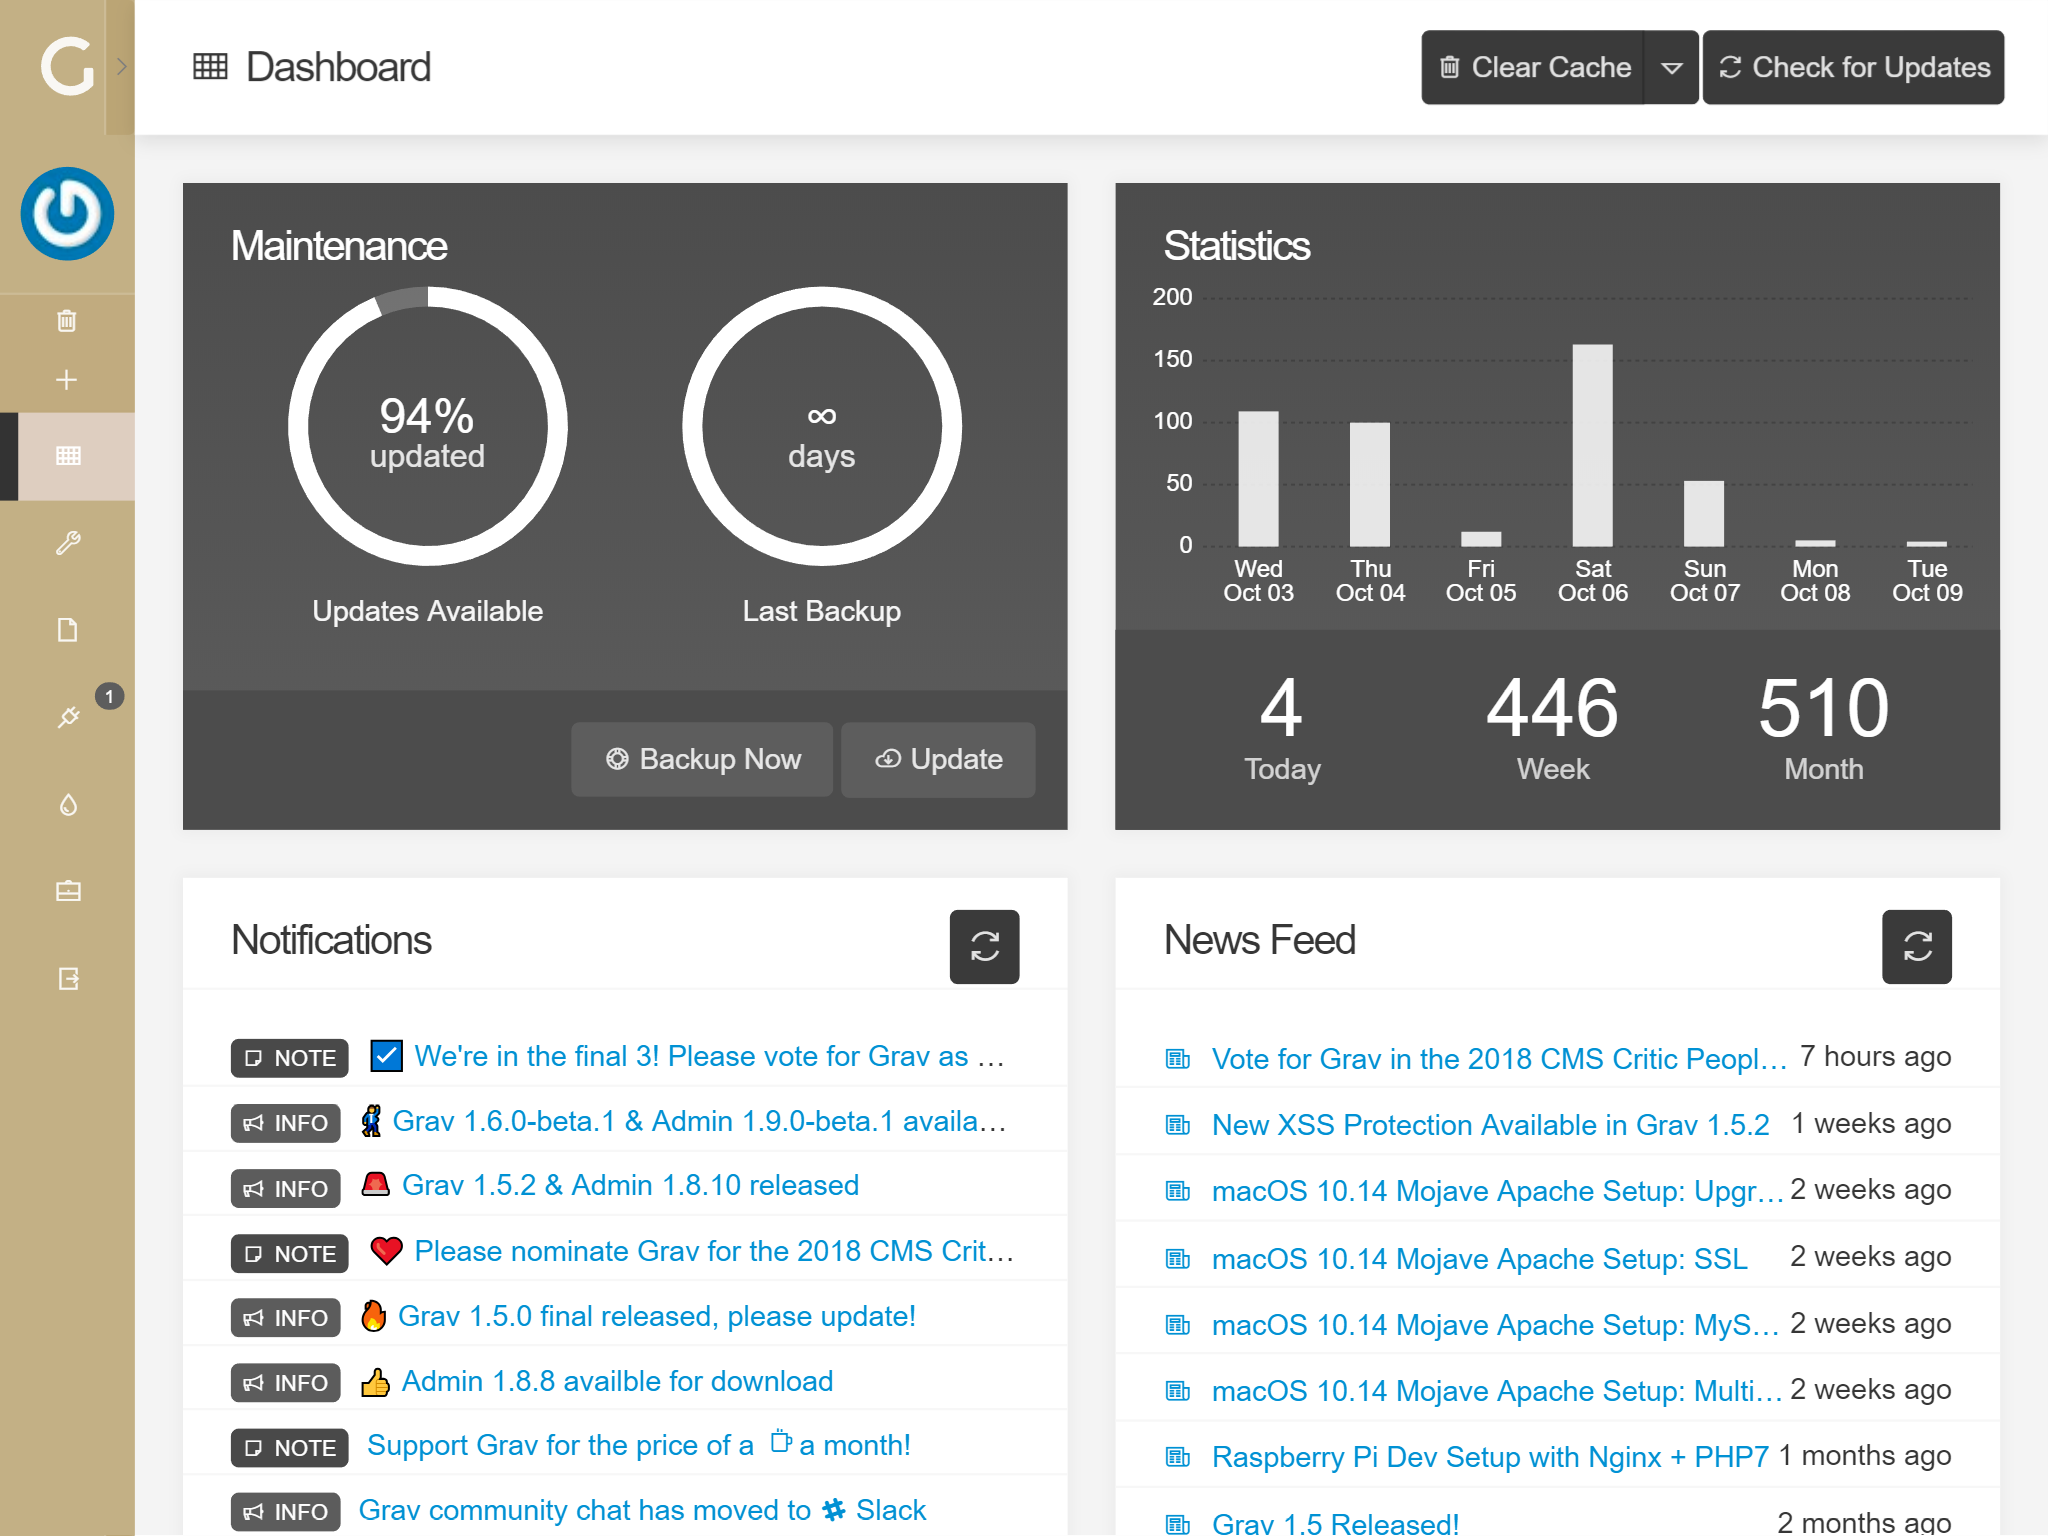 Dashboard
Clear Cache
Check for Updates
Maintenance
94%
updated
∞
days
Updates Available
Last Backup
Backup Now
Update
Statistics
200
150
100
50
0
Wed Thu Fri Sat Sun Mon Tue
Oct 03 Oct 04 Oct 05 Oct 06 Oct 07 Oct 08 Oct 09
4 446 510
Today Week Month
1
Notifications
NOTE We're in the final 3! Please vote for Grav as …
INFO Grav 1.6.0-beta.1 & Admin 1.9.0-beta.1 availa…
INFO Grav 1.5.2 & Admin 1.8.10 released
NOTE Please nominate Grav for the 2018 CMS Crit…
INFO Grav 1.5.0 final released, please update!
INFO Admin 1.8.8 availble for download
NOTE Support Grav for the price of a a month!
INFO Grav community chat has moved to Slack
News Feed
Vote for Grav in the 2018 CMS Critic Peopl… 7 hours ago
New XSS Protection Available in Grav 1.5.2 1 weeks ago
macOS 10.14 Mojave Apache Setup: Upgr… 2 weeks ago
macOS 10.14 Mojave Apache Setup: SSL 2 weeks ago
macOS 10.14 Mojave Apache Setup: MyS… 2 weeks ago
macOS 10.14 Mojave Apache Setup: Multi… 2 weeks ago
Raspberry Pi Dev Setup with Nginx + PHP7 1 months ago
Grav 1.5 Released! 2 months ago